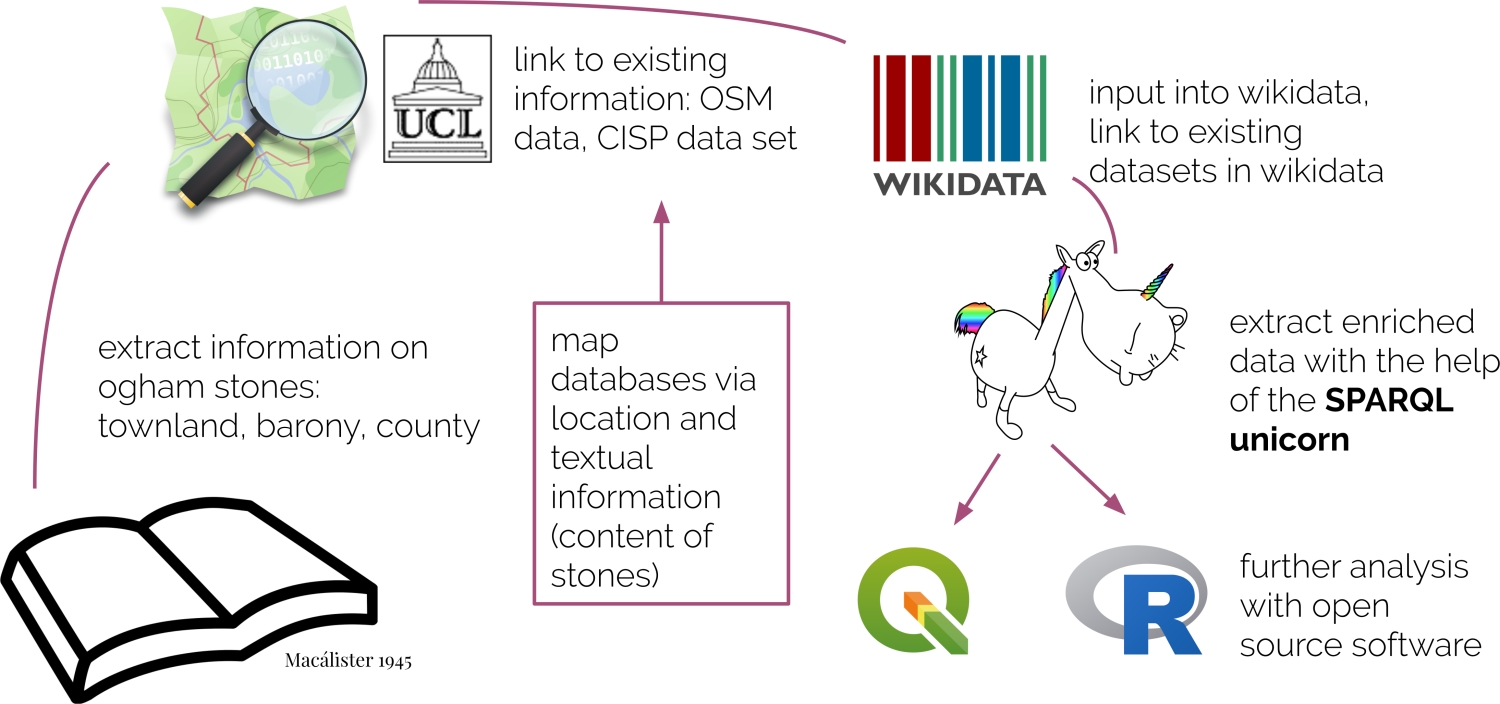 link to existing
information: OSM
data, CISP data set
UCL
WIKIDATA
input into wikidata,
link to existing
datasets in wikidata
extract information on
ogham stones:
townland, barony, county
map
databases via
location and
textual
information
(content of
stones)
extract enriched
data with the help
of the SPARQL
unicorn
Macálister 1945
R
further analysis
with open
source software